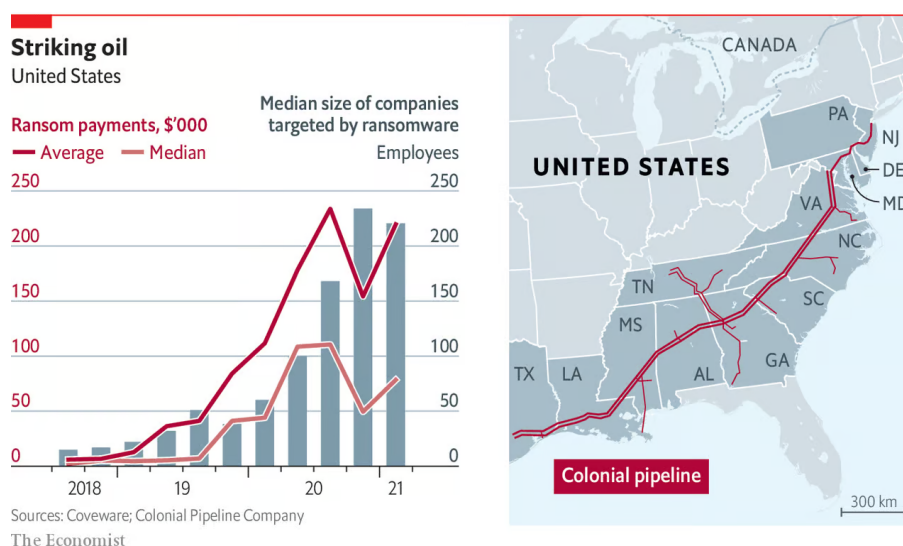 Striking oil
United States
Ransom payments, $'000
Average
Median
Median size of companies
targeted by ransomware
Employees
250
250
200
200
150
150
100
100
50
50
0
0
2018
19
20
21
Sources: Coveware; Colonial Pipeline Company
The Economist
CANADA
UNITED STATES
PA
NJ
DE
MD
VA
NC
TN
SC
MS
GA
AL
TX
LA
Colonial pipeline
300 km